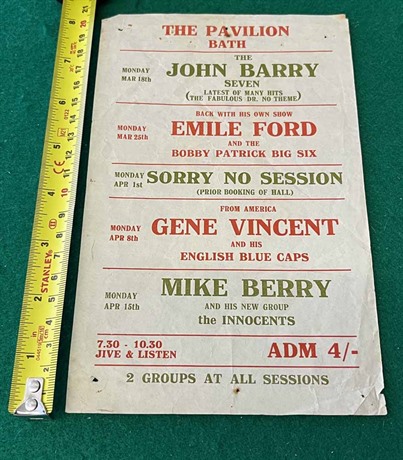 THE PAVILION
BATH
THE
MONDAY
MAR 18th
JOHN BARRY
SEVEN
LATEST OF MANY HITS
(THE FABULOUS DR. NO THEME)
BACK WITH HIS OWN SHOW
MONDAY
MAR 25th
EMILE FORD
AND THE
BOBBY PATRICK BIG SIX
MONDAY
APR 1st
SORRY NO SESSION
(PRIOR BOOKING OF HALL)
FROM AMERICA
MONDAY
APR 8th
GENE VINCENT
AND HIS
ENGLISH BLUE CAPS
MONDAY
APR 15th
MIKE BERRY
AND HIS NEW GROUP
the INNOCENTS
7.30 - 10.30
JIVE & LISTEN
ADM 4/-
2 GROUPS AT ALL SESSIONS
STANLEY